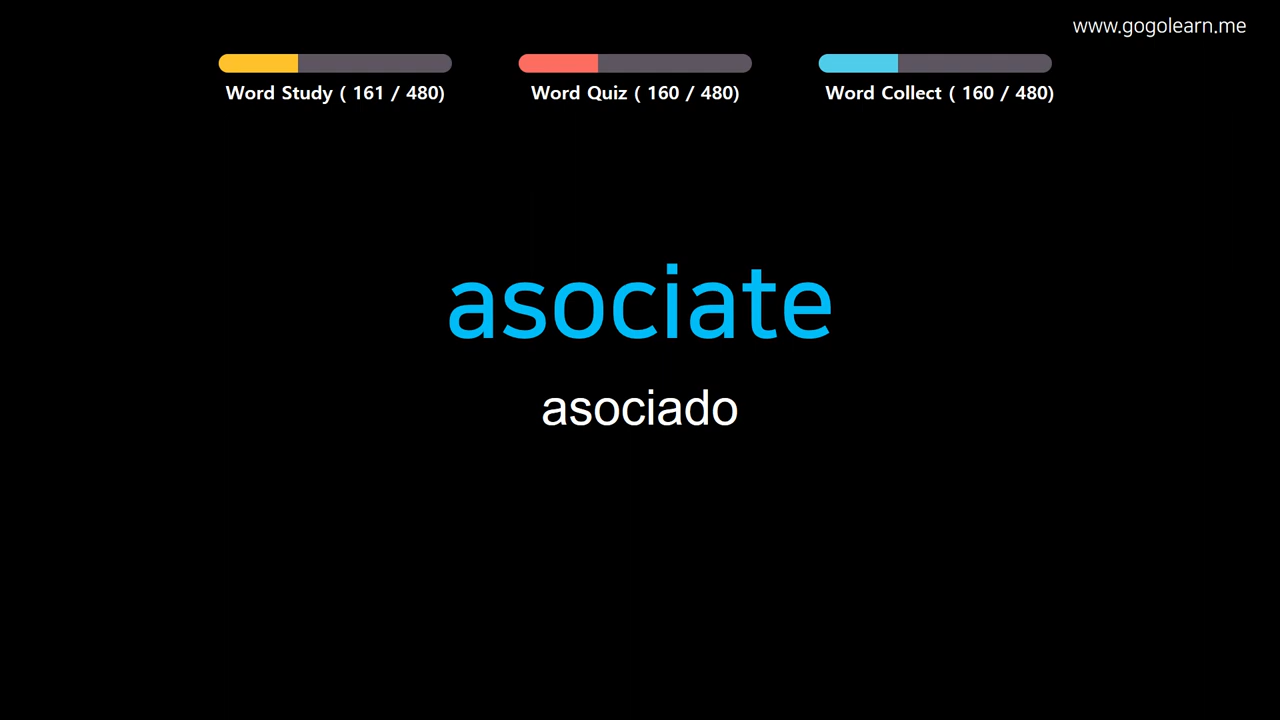 www.gogolearn.me
Word Study ( 161 / 480)
Word Quiz ( 160 / 480)
Word Collect ( 160 / 480)
asociate
asociado